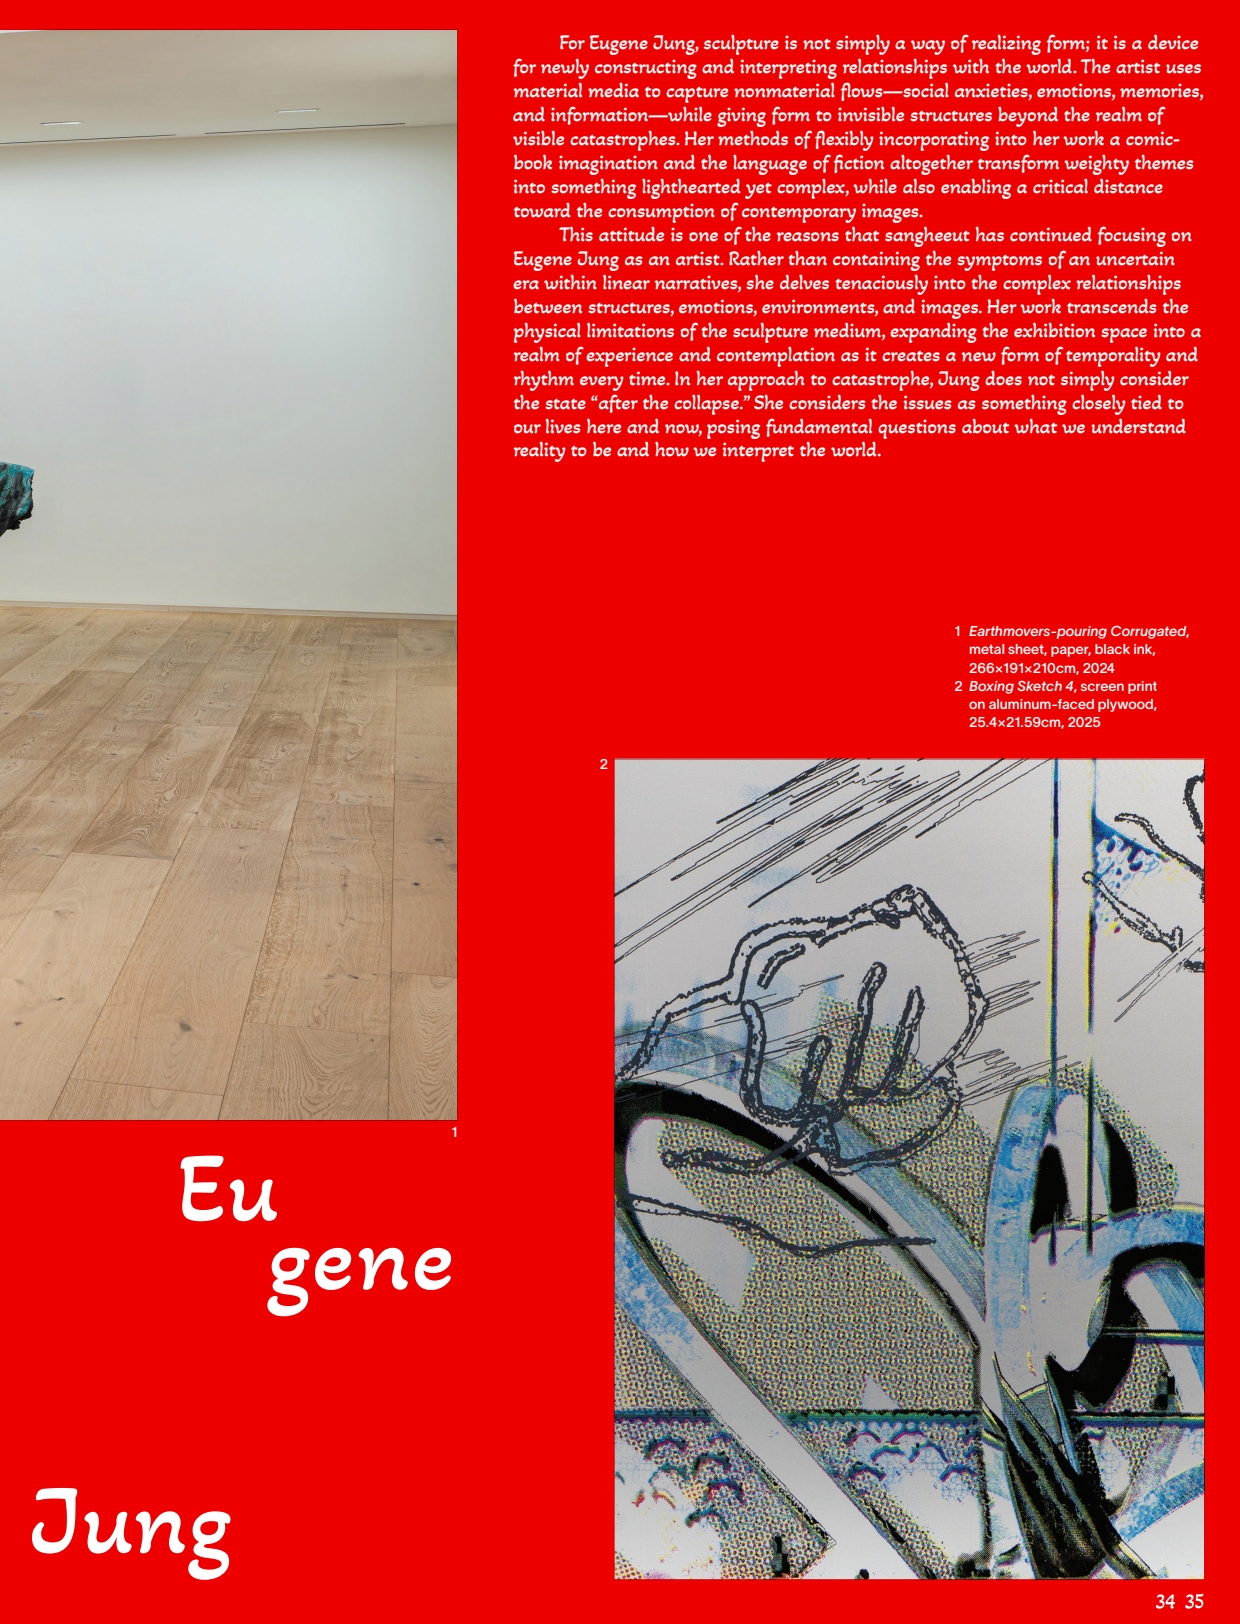 For Eugene Jung, sculpture is not simply a way of realizing form; it is a device
for newly constructing and interpreting relationships with the world. The artist uses
material media to capture nonmaterial flows—social anxieties, emotions, memories,
and information—while giving form to invisible structures beyond the realm of
visible catastrophes. Her methods of flexibly incorporating into her work a comic-
book imagination and the language of fiction altogether transform weighty themes
into something lighthearted yet complex, while also enabling a critical distance
toward the consumption of contemporary images.
This attitude is one of the reasons that sangheeut has continued focusing on
Eugene Jung as an artist. Rather than containing the symptoms of an uncertain
era within linear narratives, she delves tenaciously into the complex relationships
between structures, emotions, environments, and images. Her work transcends the
physical limitations of the sculpture medium, expanding the exhibition space into a
realm of experience and contemplation as it creates a new form of temporality and
rhythm every time. In her approach to catastrophe, Jung does not simply consider
the state “after the collapse.” She considers the issues as something closely tied to
our lives here and now, posing fundamental questions about what we understand
reality to be and how we interpret the world.
1 Earthmovers-pouring Corrugated,
metal sheet, paper, black ink,
266×191×210cm, 2024
2 Boxing Sketch 4, screen print
on aluminum-faced plywood,
25.4×21.59cm, 2025
2
1
Eu
gene
Jung
34 35